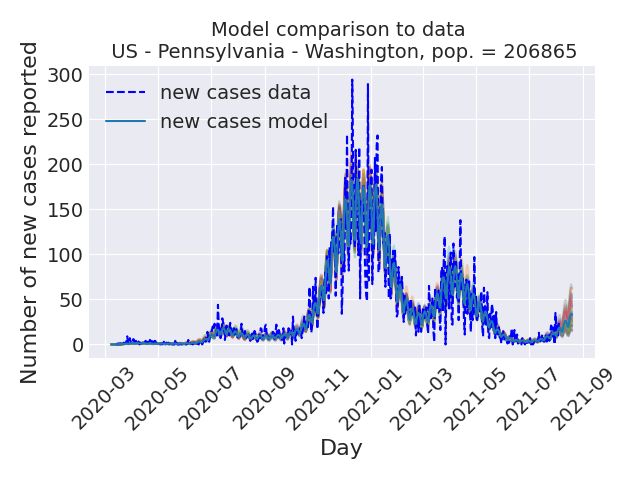 Model comparison to data
US - Pennsylvania - Washington, pop. = 206865
Number of new cases reported
300
250
200
150
100
50
0
new cases data
new cases model
2020-03
2020-05
2020-07
2020-09
2020-11
2021-01
2021-03
2021-05
2021-07
2021-09
Day